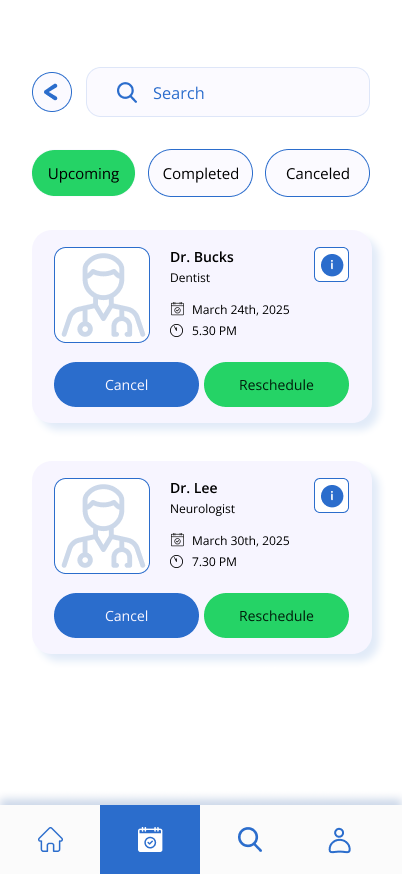 Search
Upcoming Completed Canceled
Dr. Bucks
Dentist
March 24th, 2025
5.30 PM
Cancel Reschedule
Dr. Lee
Neurologist
March 30th, 2025
7.30 PM
Cancel Reschedule